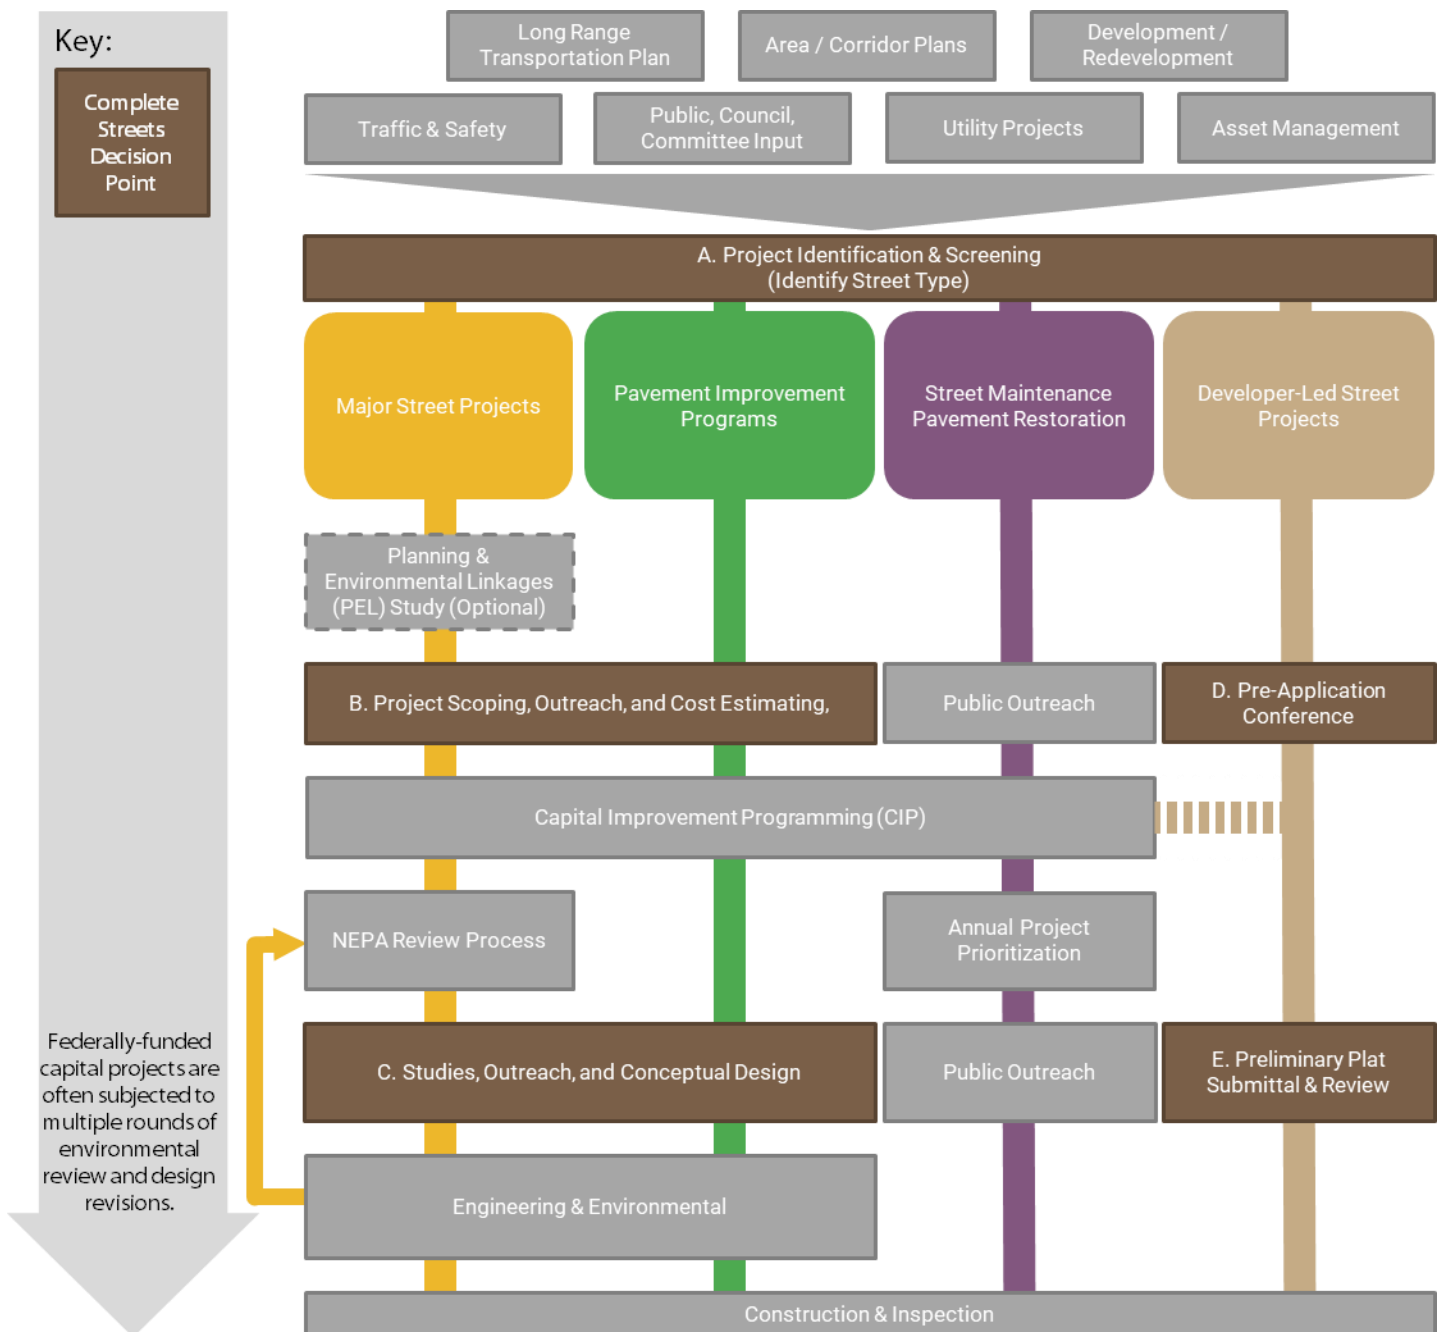 Key:
Complete
Streets
Decision
Point
Long Range
Transportation Plan
Area / Corridor Plans
Development /
Redevelopment
Traffic & Safety
Public, Council,
Committee Input
Utility Projects
Asset Management
A. Project Identification & Screening
(Identify Street Type)
Major Street Projects
Pavement Improvement
Programs
Street Maintenance
Pavement Restoration
Developer-Led Street
Projects
Planning &
Environmental Linkages
(PEL) Study (Optional)
B. Project Scoping, Outreach, and Cost Estimating,
Public Outreach
D. Pre-Application
Conference
Capital Improvement Programming (CIP)
NEPA Review Process
Annual Project
Prioritization
C. Studies, Outreach, and Conceptual Design
Public Outreach
E. Preliminary Plat
Submittal & Review
Federally-funded
capital projects are
often subjected to
multiple rounds of
environmental
review and design
revisions.
Engineering & Environmental
Construction & Inspection